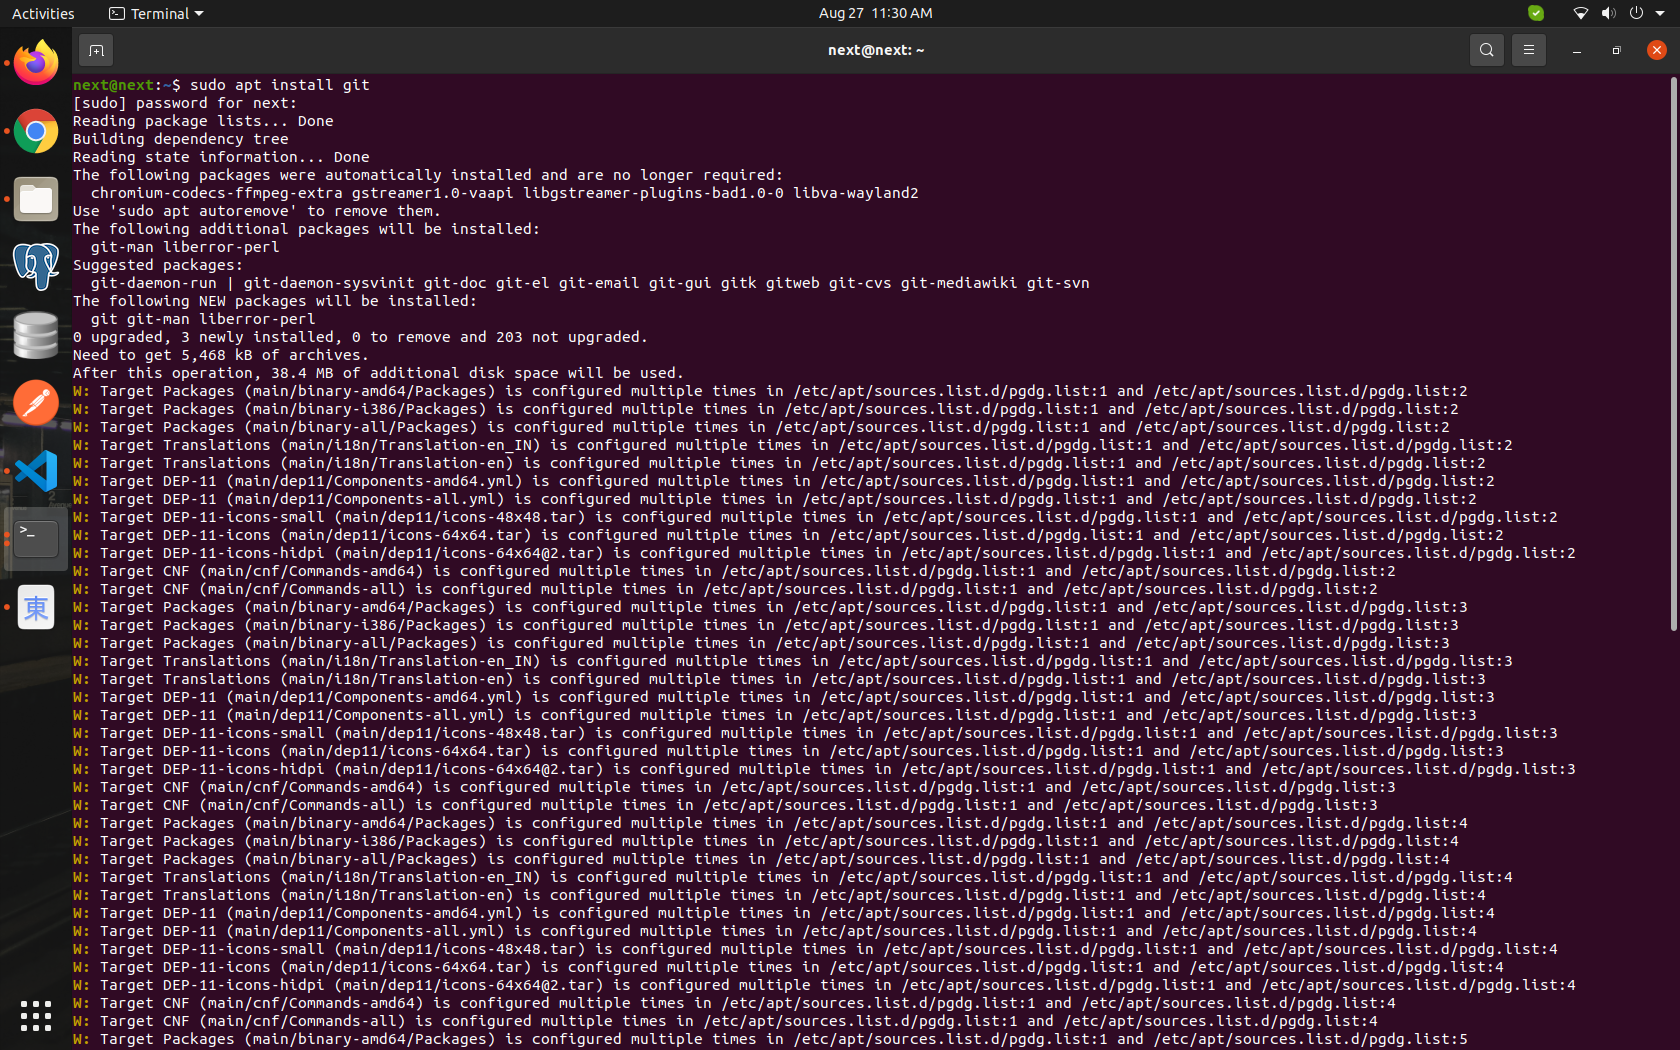 Activities
Terminal
Aug 27 11:30 AM
next@next: ~
next@next:~$ sudo apt install git
[sudo] password for next:
Reading package lists... Done
Building dependency tree
Reading state information... Done
The following packages were automatically installed and are no longer required:
chromium-codecs-ffmpeg-extra gstreamer1.0-vaapi libgstreamer-plugins-bad1.0-0 libva-wayland2
Use 'sudo apt autoremove' to remove them.
The following additional packages will be installed:
git-man liberror-perl
Suggested packages:
git-daemon-run | git-daemon-sysvinit git-doc git-el git-email git-gui gitk gitweb git-cvs git-mediawiki git-svn
The following NEW packages will be installed:
git git-man liberror-perl
0 upgraded, 3 newly installed, 0 to remove and 203 not upgraded.
Need to get 5,468 kB of archives.
After this operation, 38.4 MB of additional disk space will be used.
W: Target Packages (main/binary-amd64/Packages) is configured multiple times in /etc/apt/sources.list.d/pgdg.list:1 and /etc/apt/sources.list.d/pgdg.list:2
W: Target Packages (main/binary-i386/Packages) is configured multiple times in /etc/apt/sources.list.d/pgdg.list:1 and /etc/apt/sources.list.d/pgdg.list:2
W: Target Packages (main/binary-all/Packages) is configured multiple times in /etc/apt/sources.list.d/pgdg.list:1 and /etc/apt/sources.list.d/pgdg.list:2
W: Target Translations (main/i18n/Translation-en_IN) is configured multiple times in /etc/apt/sources.list.d/pgdg.list:1 and /etc/apt/sources.list.d/pgdg.list:2
W: Target Translations (main/i18n/Translation-en) is configured multiple times in /etc/apt/sources.list.d/pgdg.list:1 and /etc/apt/sources.list.d/pgdg.list:2
W: Target DEP-11 (main/dep11/Components-amd64.yml) is configured multiple times in /etc/apt/sources.list.d/pgdg.list:1 and /etc/apt/sources.list.d/pgdg.list:2
W: Target DEP-11 (main/dep11/Components-all.yml) is configured multiple times in /etc/apt/sources.list.d/pgdg.list:1 and /etc/apt/sources.list.d/pgdg.list:2
W: Target DEP-11-icons-small (main/dep11/icons-48x48.tar) is configured multiple times in /etc/apt/sources.list.d/pgdg.list:1 and /etc/apt/sources.list.d/pgdg.list:2
W: Target DEP-11-icons (main/dep11/icons-64x64.tar) is configured multiple times in /etc/apt/sources.list.d/pgdg.list:1 and /etc/apt/sources.list.d/pgdg.list:2
W: Target DEP-11-icons-hidpi (main/dep11/icons-64x64@2.tar) is configured multiple times in /etc/apt/sources.list.d/pgdg.list:1 and /etc/apt/sources.list.d/pgdg.list:2
W: Target CNF (main/cnf/Commands-amd64) is configured multiple times in /etc/apt/sources.list.d/pgdg.list:1 and /etc/apt/sources.list.d/pgdg.list:2
W: Target CNF (main/cnf/Commands-all) is configured multiple times in /etc/apt/sources.list.d/pgdg.list:1 and /etc/apt/sources.list.d/pgdg.list:2
W: Target Packages (main/binary-amd64/Packages) is configured multiple times in /etc/apt/sources.list.d/pgdg.list:1 and /etc/apt/sources.list.d/pgdg.list:3
W: Target Packages (main/binary-i386/Packages) is configured multiple times in /etc/apt/sources.list.d/pgdg.list:1 and /etc/apt/sources.list.d/pgdg.list:3
W: Target Packages (main/binary-all/Packages) is configured multiple times in /etc/apt/sources.list.d/pgdg.list:1 and /etc/apt/sources.list.d/pgdg.list:3
W: Target Translations (main/i18n/Translation-en_IN) is configured multiple times in /etc/apt/sources.list.d/pgdg.list:1 and /etc/apt/sources.list.d/pgdg.list:3
W: Target Translations (main/i18n/Translation-en) is configured multiple times in /etc/apt/sources.list.d/pgdg.list:1 and /etc/apt/sources.list.d/pgdg.list:3
W: Target DEP-11 (main/dep11/Components-amd64.yml) is configured multiple times in /etc/apt/sources.list.d/pgdg.list:1 and /etc/apt/sources.list.d/pgdg.list:3
W: Target DEP-11 (main/dep11/Components-all.yml) is configured multiple times in /etc/apt/sources.list.d/pgdg.list:1 and /etc/apt/sources.list.d/pgdg.list:3
W: Target DEP-11-icons-small (main/dep11/icons-48x48.tar) is configured multiple times in /etc/apt/sources.list.d/pgdg.list:1 and /etc/apt/sources.list.d/pgdg.list:3
W: Target DEP-11-icons (main/dep11/icons-64x64.tar) is configured multiple times in /etc/apt/sources.list.d/pgdg.list:1 and /etc/apt/sources.list.d/pgdg.list:3
W: Target DEP-11-icons-hidpi (main/dep11/icons-64x64@2.tar) is configured multiple times in /etc/apt/sources.list.d/pgdg.list:1 and /etc/apt/sources.list.d/pgdg.list:3
W: Target CNF (main/cnf/Commands-amd64) is configured multiple times in /etc/apt/sources.list.d/pgdg.list:1 and /etc/apt/sources.list.d/pgdg.list:3
W: Target CNF (main/cnf/Commands-all) is configured multiple times in /etc/apt/sources.list.d/pgdg.list:1 and /etc/apt/sources.list.d/pgdg.list:3
W: Target Packages (main/binary-amd64/Packages) is configured multiple times in /etc/apt/sources.list.d/pgdg.list:1 and /etc/apt/sources.list.d/pgdg.list:4
W: Target Packages (main/binary-i386/Packages) is configured multiple times in /etc/apt/sources.list.d/pgdg.list:1 and /etc/apt/sources.list.d/pgdg.list:4
W: Target Packages (main/binary-all/Packages) is configured multiple times in /etc/apt/sources.list.d/pgdg.list:1 and /etc/apt/sources.list.d/pgdg.list:4
W: Target Translations (main/i18n/Translation-en_IN) is configured multiple times in /etc/apt/sources.list.d/pgdg.list:1 and /etc/apt/sources.list.d/pgdg.list:4
W: Target Translations (main/i18n/Translation-en) is configured multiple times in /etc/apt/sources.list.d/pgdg.list:1 and /etc/apt/sources.list.d/pgdg.list:4
W: Target DEP-11 (main/dep11/Components-amd64.yml) is configured multiple times in /etc/apt/sources.list.d/pgdg.list:1 and /etc/apt/sources.list.d/pgdg.list:4
W: Target DEP-11 (main/dep11/Components-all.yml) is configured multiple times in /etc/apt/sources.list.d/pgdg.list:1 and /etc/apt/sources.list.d/pgdg.list:4
W: Target DEP-11-icons-small (main/dep11/icons-48x48.tar) is configured multiple times in /etc/apt/sources.list.d/pgdg.list:1 and /etc/apt/sources.list.d/pgdg.list:4
W: Target DEP-11-icons (main/dep11/icons-64x64.tar) is configured multiple times in /etc/apt/sources.list.d/pgdg.list:1 and /etc/apt/sources.list.d/pgdg.list:4
W: Target DEP-11-icons-hidpi (main/dep11/icons-64x64@2.tar) is configured multiple times in /etc/apt/sources.list.d/pgdg.list:1 and /etc/apt/sources.list.d/pgdg.list:4
W: Target CNF (main/cnf/Commands-amd64) is configured multiple times in /etc/apt/sources.list.d/pgdg.list:1 and /etc/apt/sources.list.d/pgdg.list:4
W: Target CNF (main/cnf/Commands-all) is configured multiple times in /etc/apt/sources.list.d/pgdg.list:1 and /etc/apt/sources.list.d/pgdg.list:4
W: Target Packages (main/binary-amd64/Packages) is configured multiple times in /etc/apt/sources.list.d/pgdg.list:1 and /etc/apt/sources.list.d/pgdg.list:5
>_
東